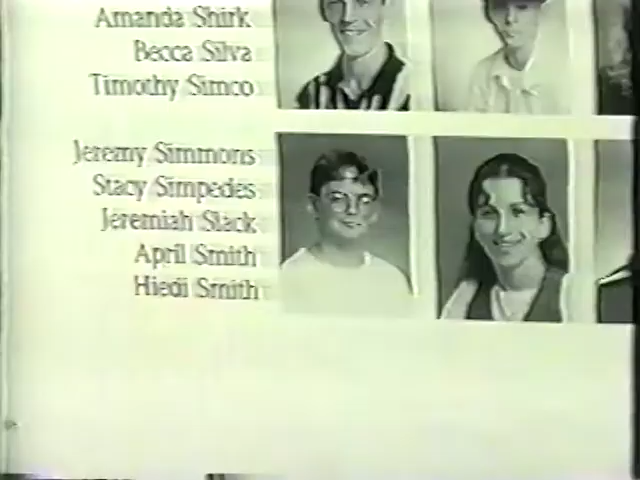 Amanda Shirk
Becca Silva
Timothy Simco
Jeremy Simmons
Stacy Simpedes
Jeremiah Slack
April Smith
Hiedi Smith